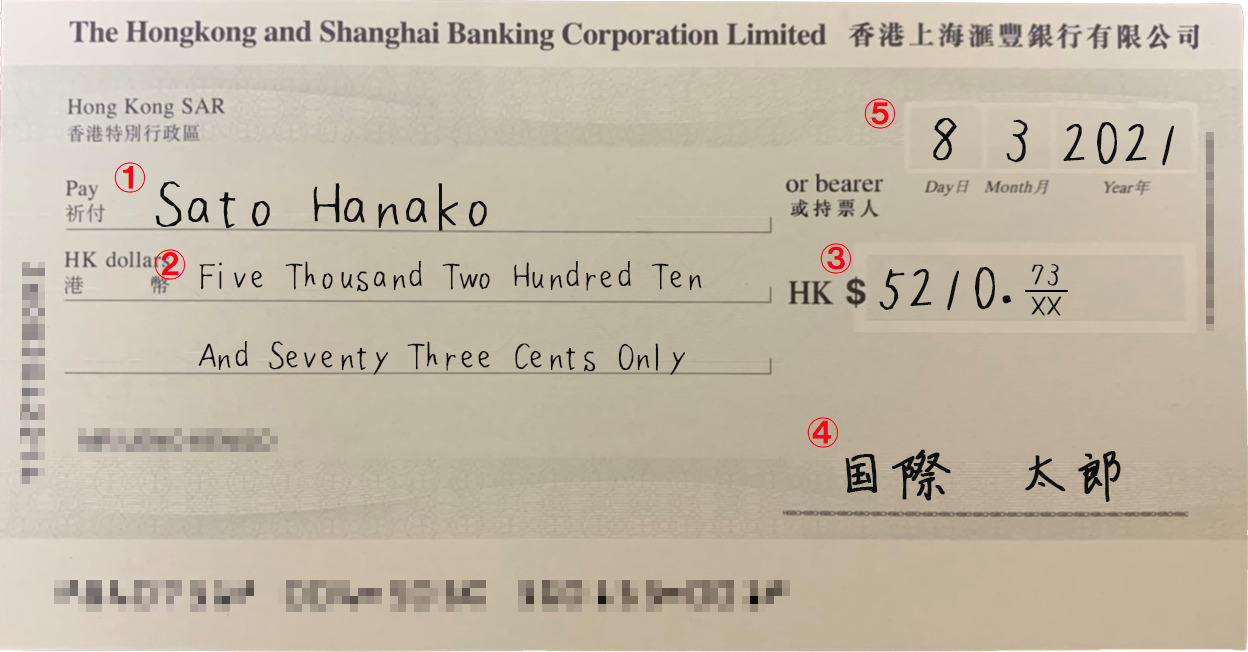 The Hongkong and Shanghai Banking Corporation Limited 香港上海滙豐銀行有限公司
Hong Kong SAR
香港特別行政區
⑤ 8 3 2021
Day日 Month月 Year年
Pay ① Sato Hanako
祈付
or bearer
或持票人
HK dollars ② Five Thousand Two Hundred Ten
港幣
HK $ ③ 5210. 73/XX
And Seventy Three Cents Only
④ 国際 太郎